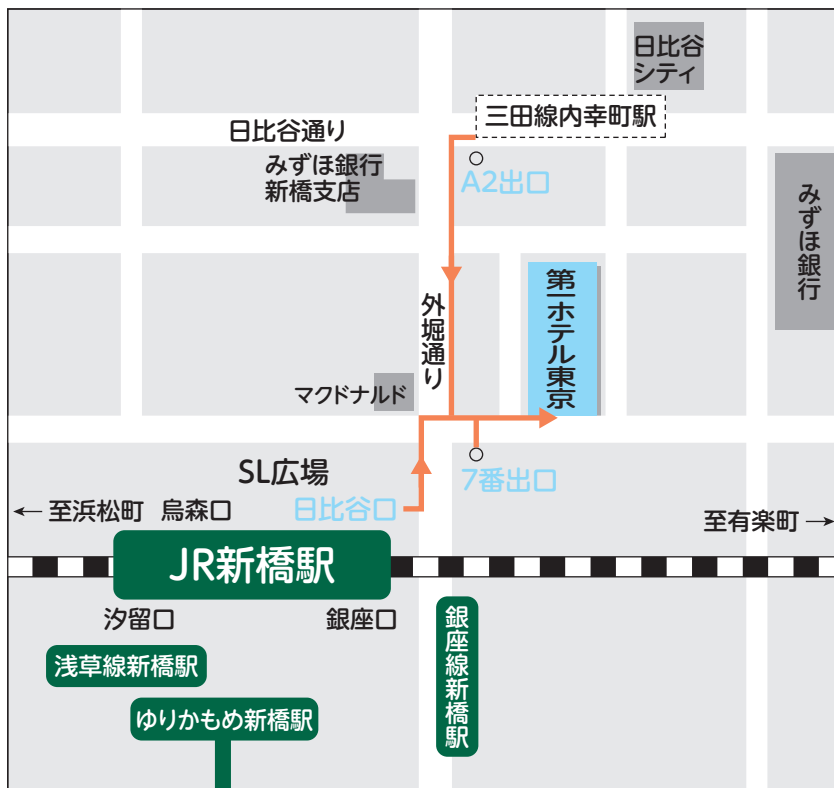 日比谷
シティ
三田線内幸町駅
日比谷通り
みずほ銀行
新橋支店
A2出口
みずほ銀行
第一ホテル東京
外堀通り
マクドナルド
SL広場
7番出口
日比谷口
←至浜松町
烏森口
至有楽町→
JR新橋駅
汐留口
銀座口
銀座線新橋駅
浅草線新橋駅
ゆりかもめ新橋駅